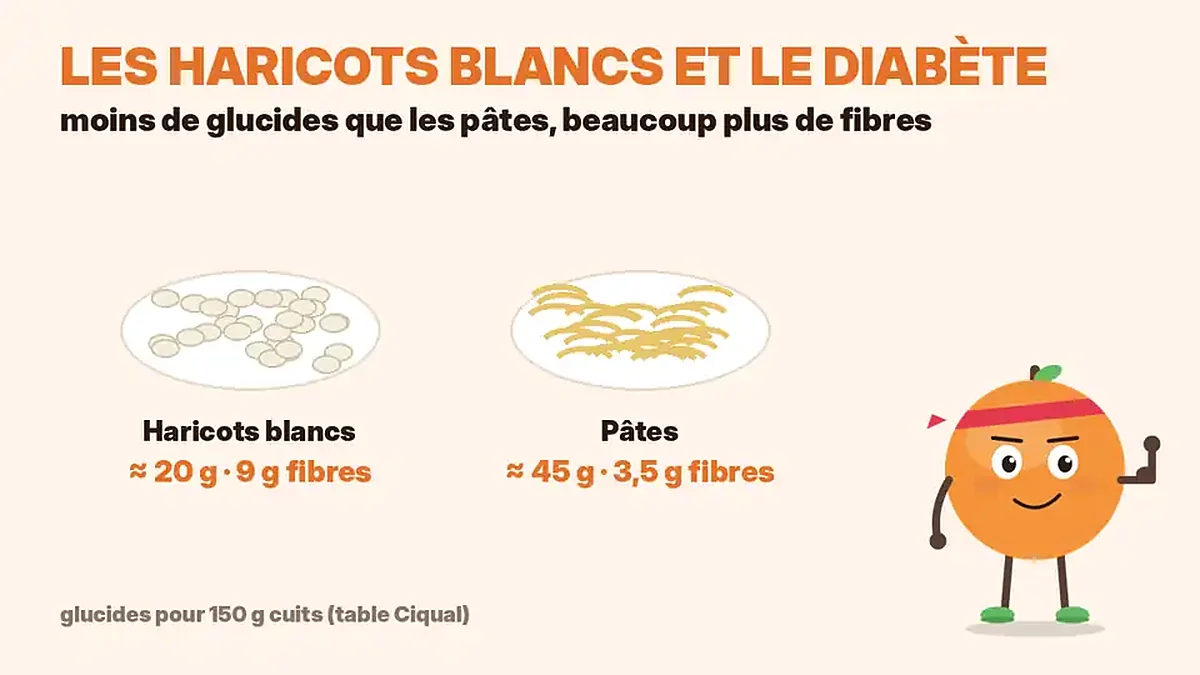 LES HARICOTS BLANCS ET LE DIABÈTE
moins de glucides que les pâtes, beaucoup plus de fibres
Haricots blancs
≈ 20 g · 9 g fibres
Pâtes
≈ 45 g · 3,5 g fibres
glucides pour 150 g cuits (table Ciqual)